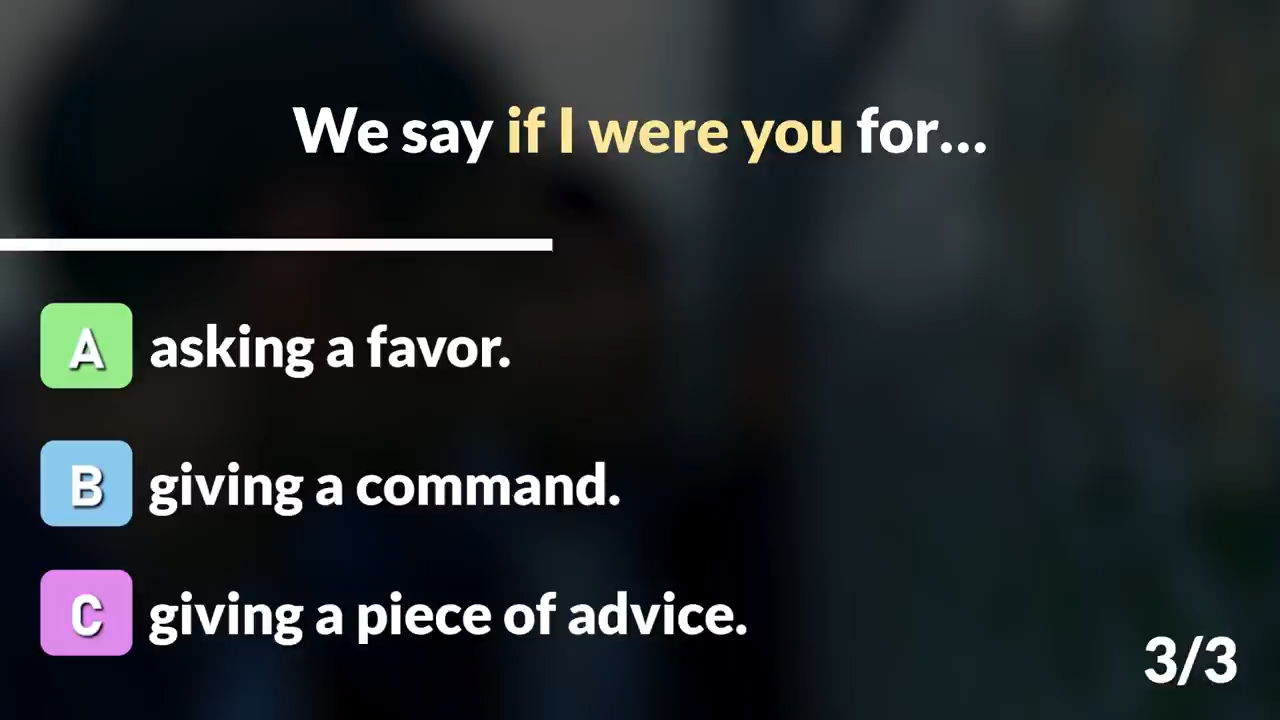 We say if I were you for...
A asking a favor.
B giving a command.
C giving a piece of advice.
3/3